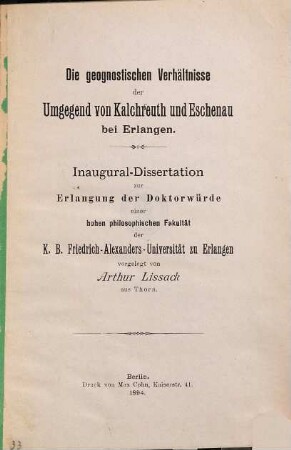 Die geognostischen Verhältnisse
der
Umgegend von Kalchreuth und Eschenau
bei Erlangen.
Inaugural-Dissertation
zur
Erlangung der Doktorwürde
einer
hohen philosophischen Fakultät
der
K. B. Friedrich-Alexanders-Universität zu Erlangen
vorgelegt von
Arthur Lissack
aus Thorn.
Berlin.
Druck von Max Cohn, Kaiserstr. 41.
1894.
33